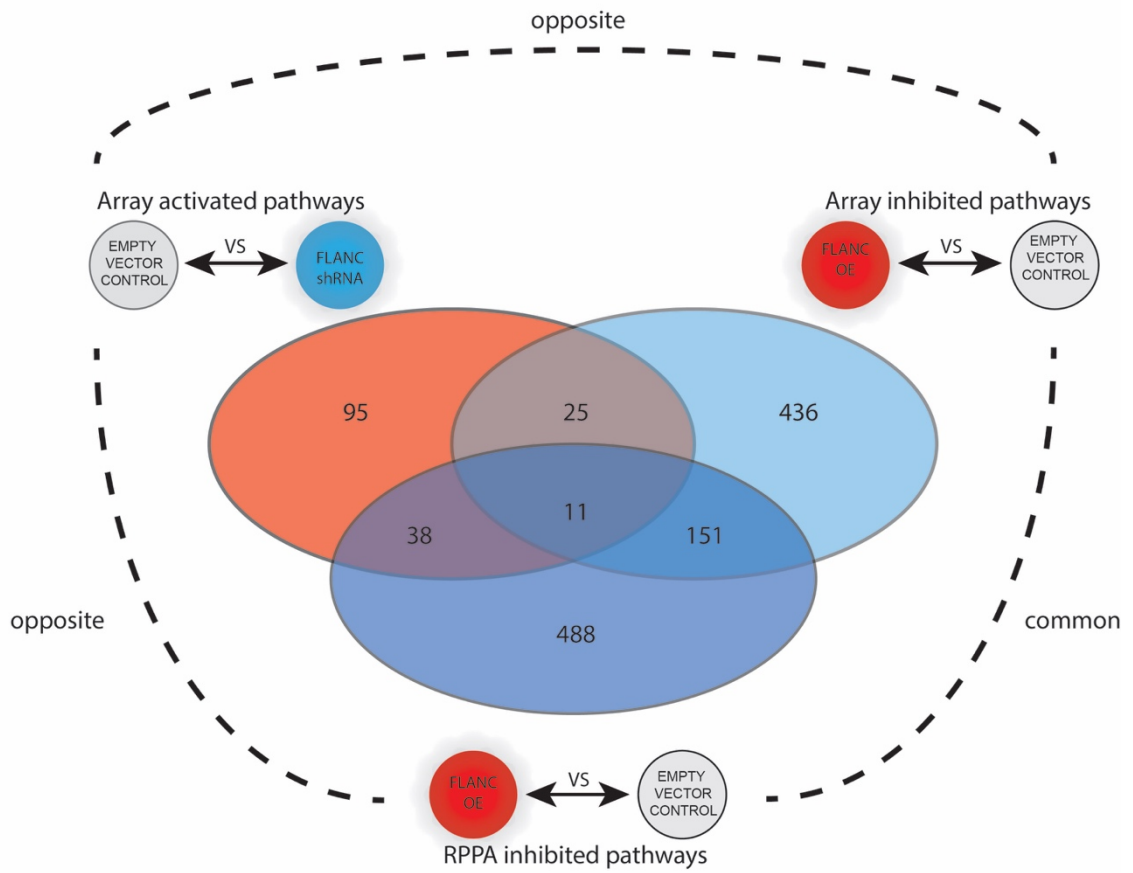 opposite
Array activated pathways
EMPTY
VECTOR
CONTROL
VS
FLANC
shRNA
Array inhibited pathways
FLANC
OE
VS
EMPTY
VECTOR
CONTROL
95
25
436
38
11
151
488
opposite
common
FLANC
OE
VS
EMPTY
VECTOR
CONTROL
RPPA inhibited pathways